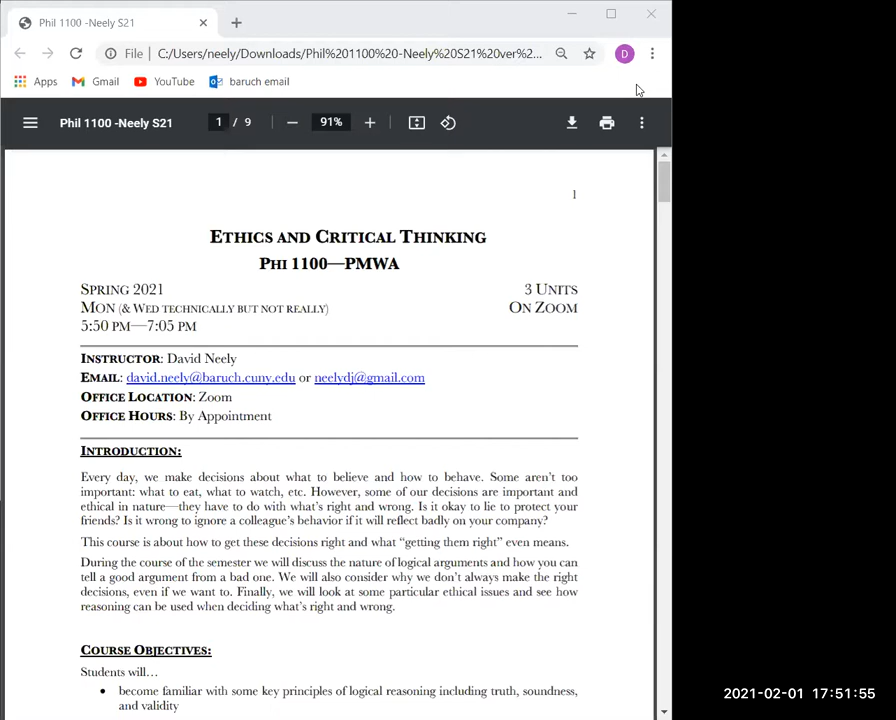 Phil 1100 -Neely S21
File | C:/Users/neely/Downloads/Phil%201100%20-Neely%20S21%20ver%2...
D
Apps Gmail YouTube baruch email
Phil 1100 -Neely S21 1 / 9 91%
1
ETHICS AND CRITICAL THINKING
PHI 1100—PMWA
SPRING 2021 3 UNITS
MON (& WED TECHNICALLY BUT NOT REALLY) ON ZOOM
5:50 PM—7:05 PM
INSTRUCTOR: David Neely
EMAIL: david.neely@baruch.cuny.edu or neelydj@gmail.com
OFFICE LOCATION: Zoom
OFFICE HOURS: By Appointment
INTRODUCTION:
Every day, we make decisions about what to believe and how to behave. Some aren't too
important: what to eat, what to watch, etc. However, some of our decisions are important and
ethical in nature—they have to do with what's right and wrong. Is it okay to lie to protect your
friends? Is it wrong to ignore a colleague's behavior if it will reflect badly on your company?
This course is about how to get these decisions right and what “getting them right” even means.
During the course of the semester we will discuss the nature of logical arguments and how you can
tell a good argument from a bad one. We will also consider why we don't always make the right
decisions, even if we want to. Finally, we will look at some particular ethical issues and see how
reasoning can be used when deciding what's right and wrong.
COURSE OBJECTIVES:
Students will…
• become familiar with some key principles of logical reasoning including truth, soundness,
and validity
2021-02-01 17:51:55